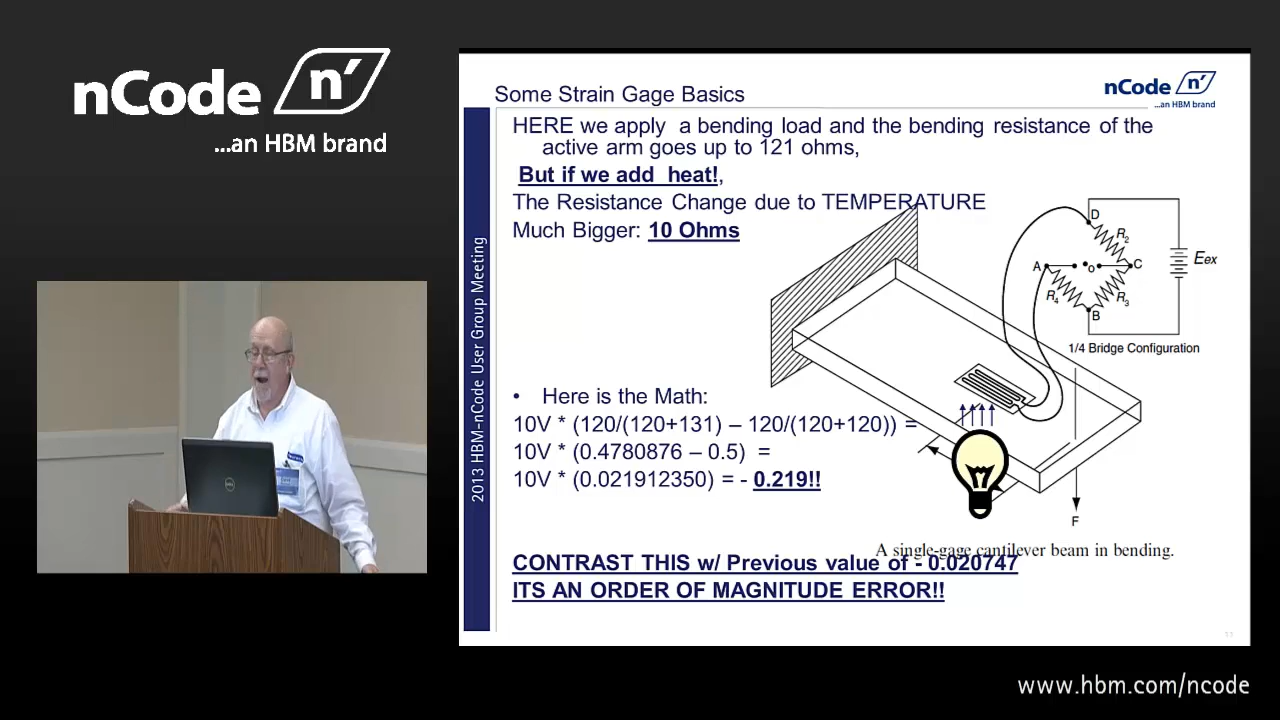 nCode n'
...an HBM brand
Some Strain Gage Basics
nCode n'
...an HBM brand
2013 HBM-nCode User Group Meeting
HERE we apply a bending load and the bending resistance of the
active arm goes up to 121 ohms,
But if we add heat!,
The Resistance Change due to TEMPERATURE
Much Bigger: 10 Ohms
D
R2
A
o
C
Eex
R4
R3
B
1/4 Bridge Configuration
• Here is the Math:
10V * (120/(120+131) – 120/(120+120)) =
10V * (0.4780876 – 0.5) =
10V * (0.021912350) = - 0.219!!
F
A single-gage cantilever beam in bending.
CONTRAST THIS w/ Previous value of - 0.020747
ITS AN ORDER OF MAGNITUDE ERROR!!
www.hbm.com/ncode